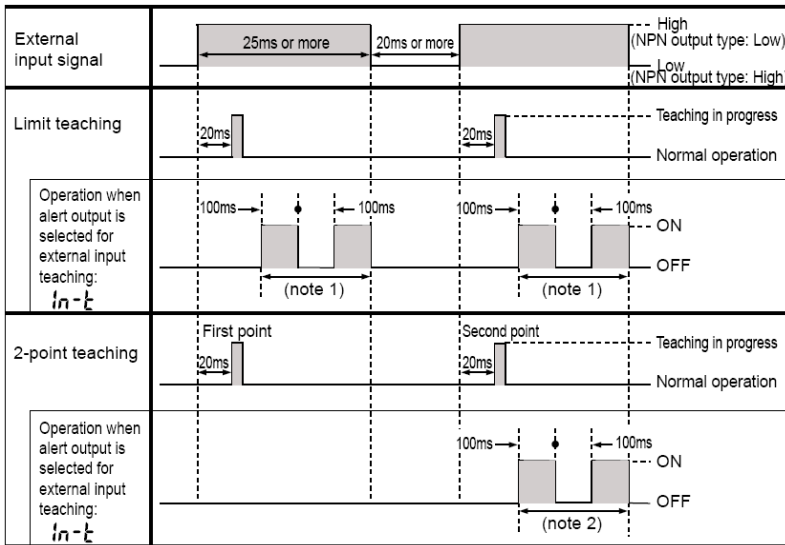 External
input signal
25ms or more
20ms or more
High
(NPN output type: Low)
Low
(NPN output type: High)
Limit teaching
20ms
20ms
Teaching in progress
Normal operation
Operation when
alert output is
selected for
external input
teaching:
In-t
100ms
100ms
100ms
100ms
ON
OFF
(note 1)
(note 1)
2-point teaching
First point
20ms
Second point
20ms
Teaching in progress
Normal operation
Operation when
alert output is
selected for
external input
teaching:
In-t
100ms
100ms
ON
OFF
(note 2)